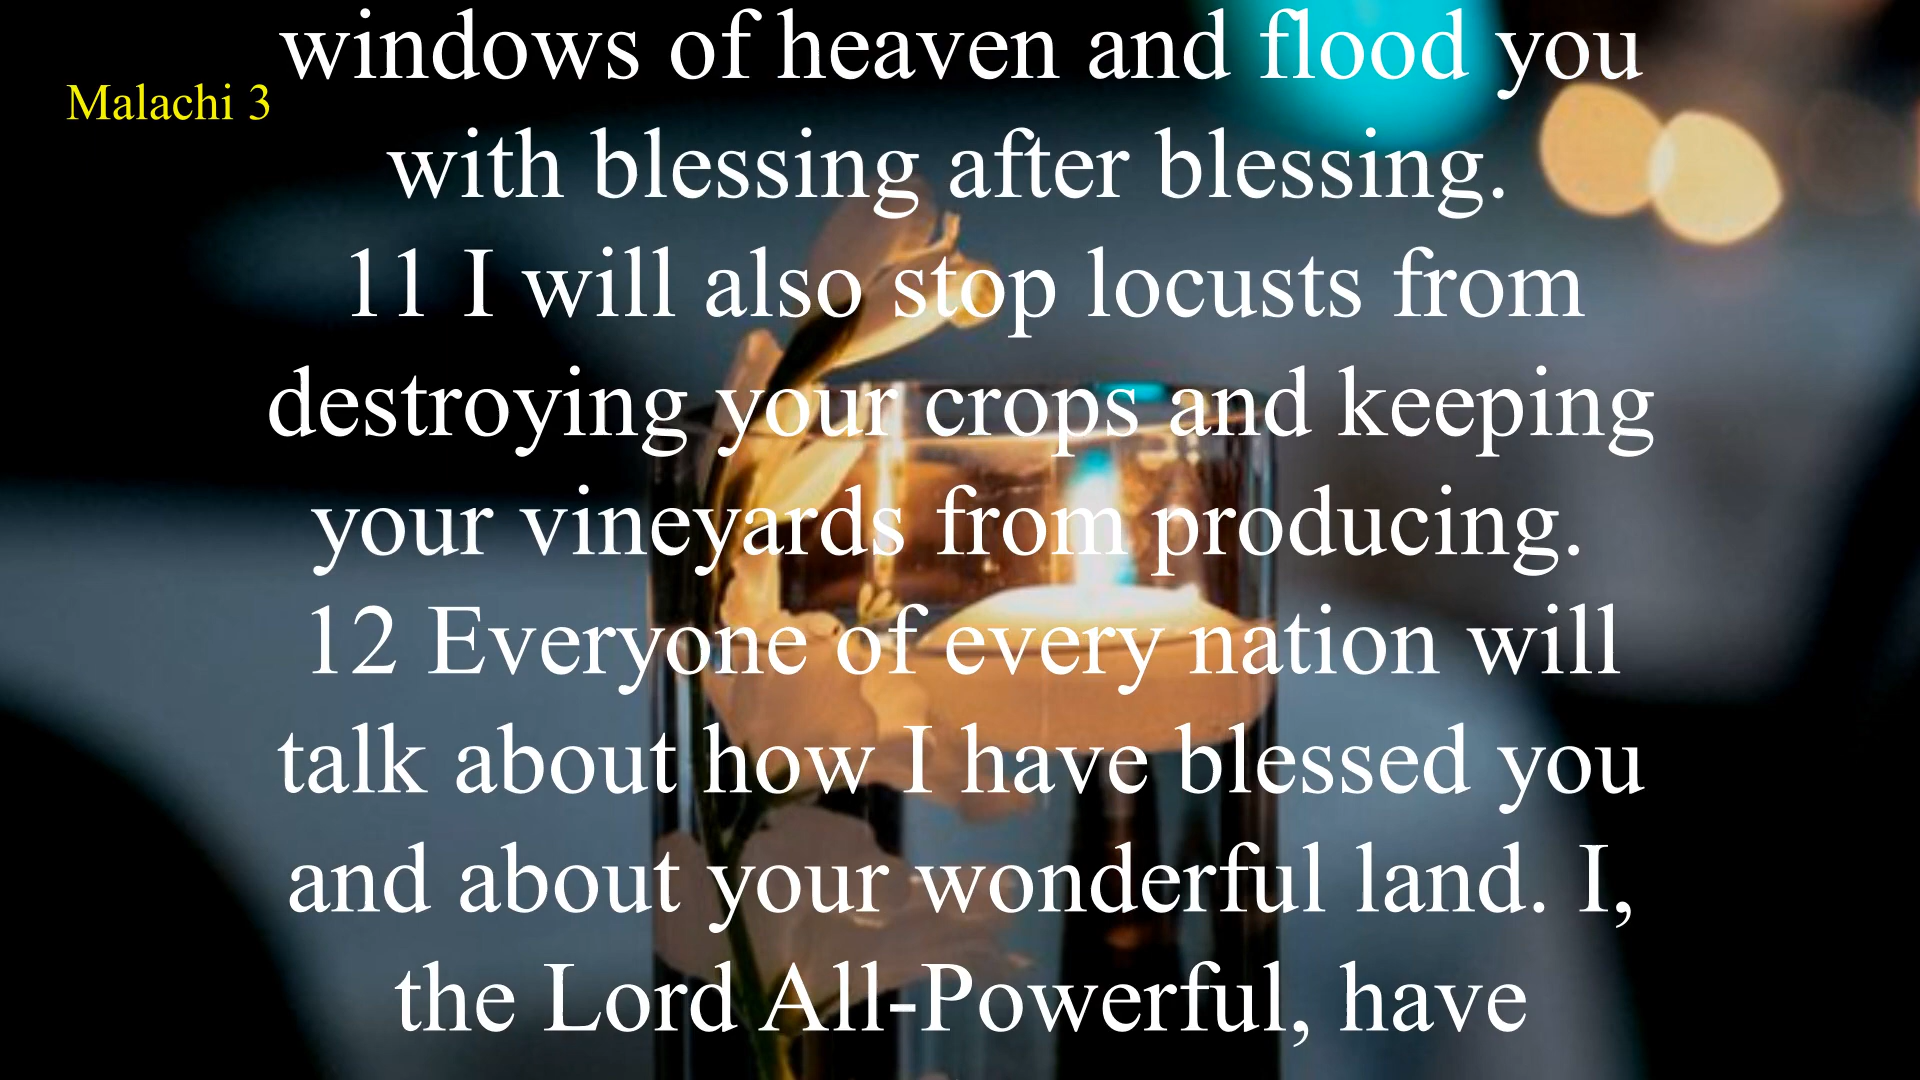 windows of heaven and flood you
Malachi 3
with blessing after blessing.
11 I will also stop locusts from
destroying your crops and keeping
your vineyards from producing.
12 Everyone of every nation will
talk about how I have blessed you
and about your wonderful land. I,
the Lord All-Powerful, have